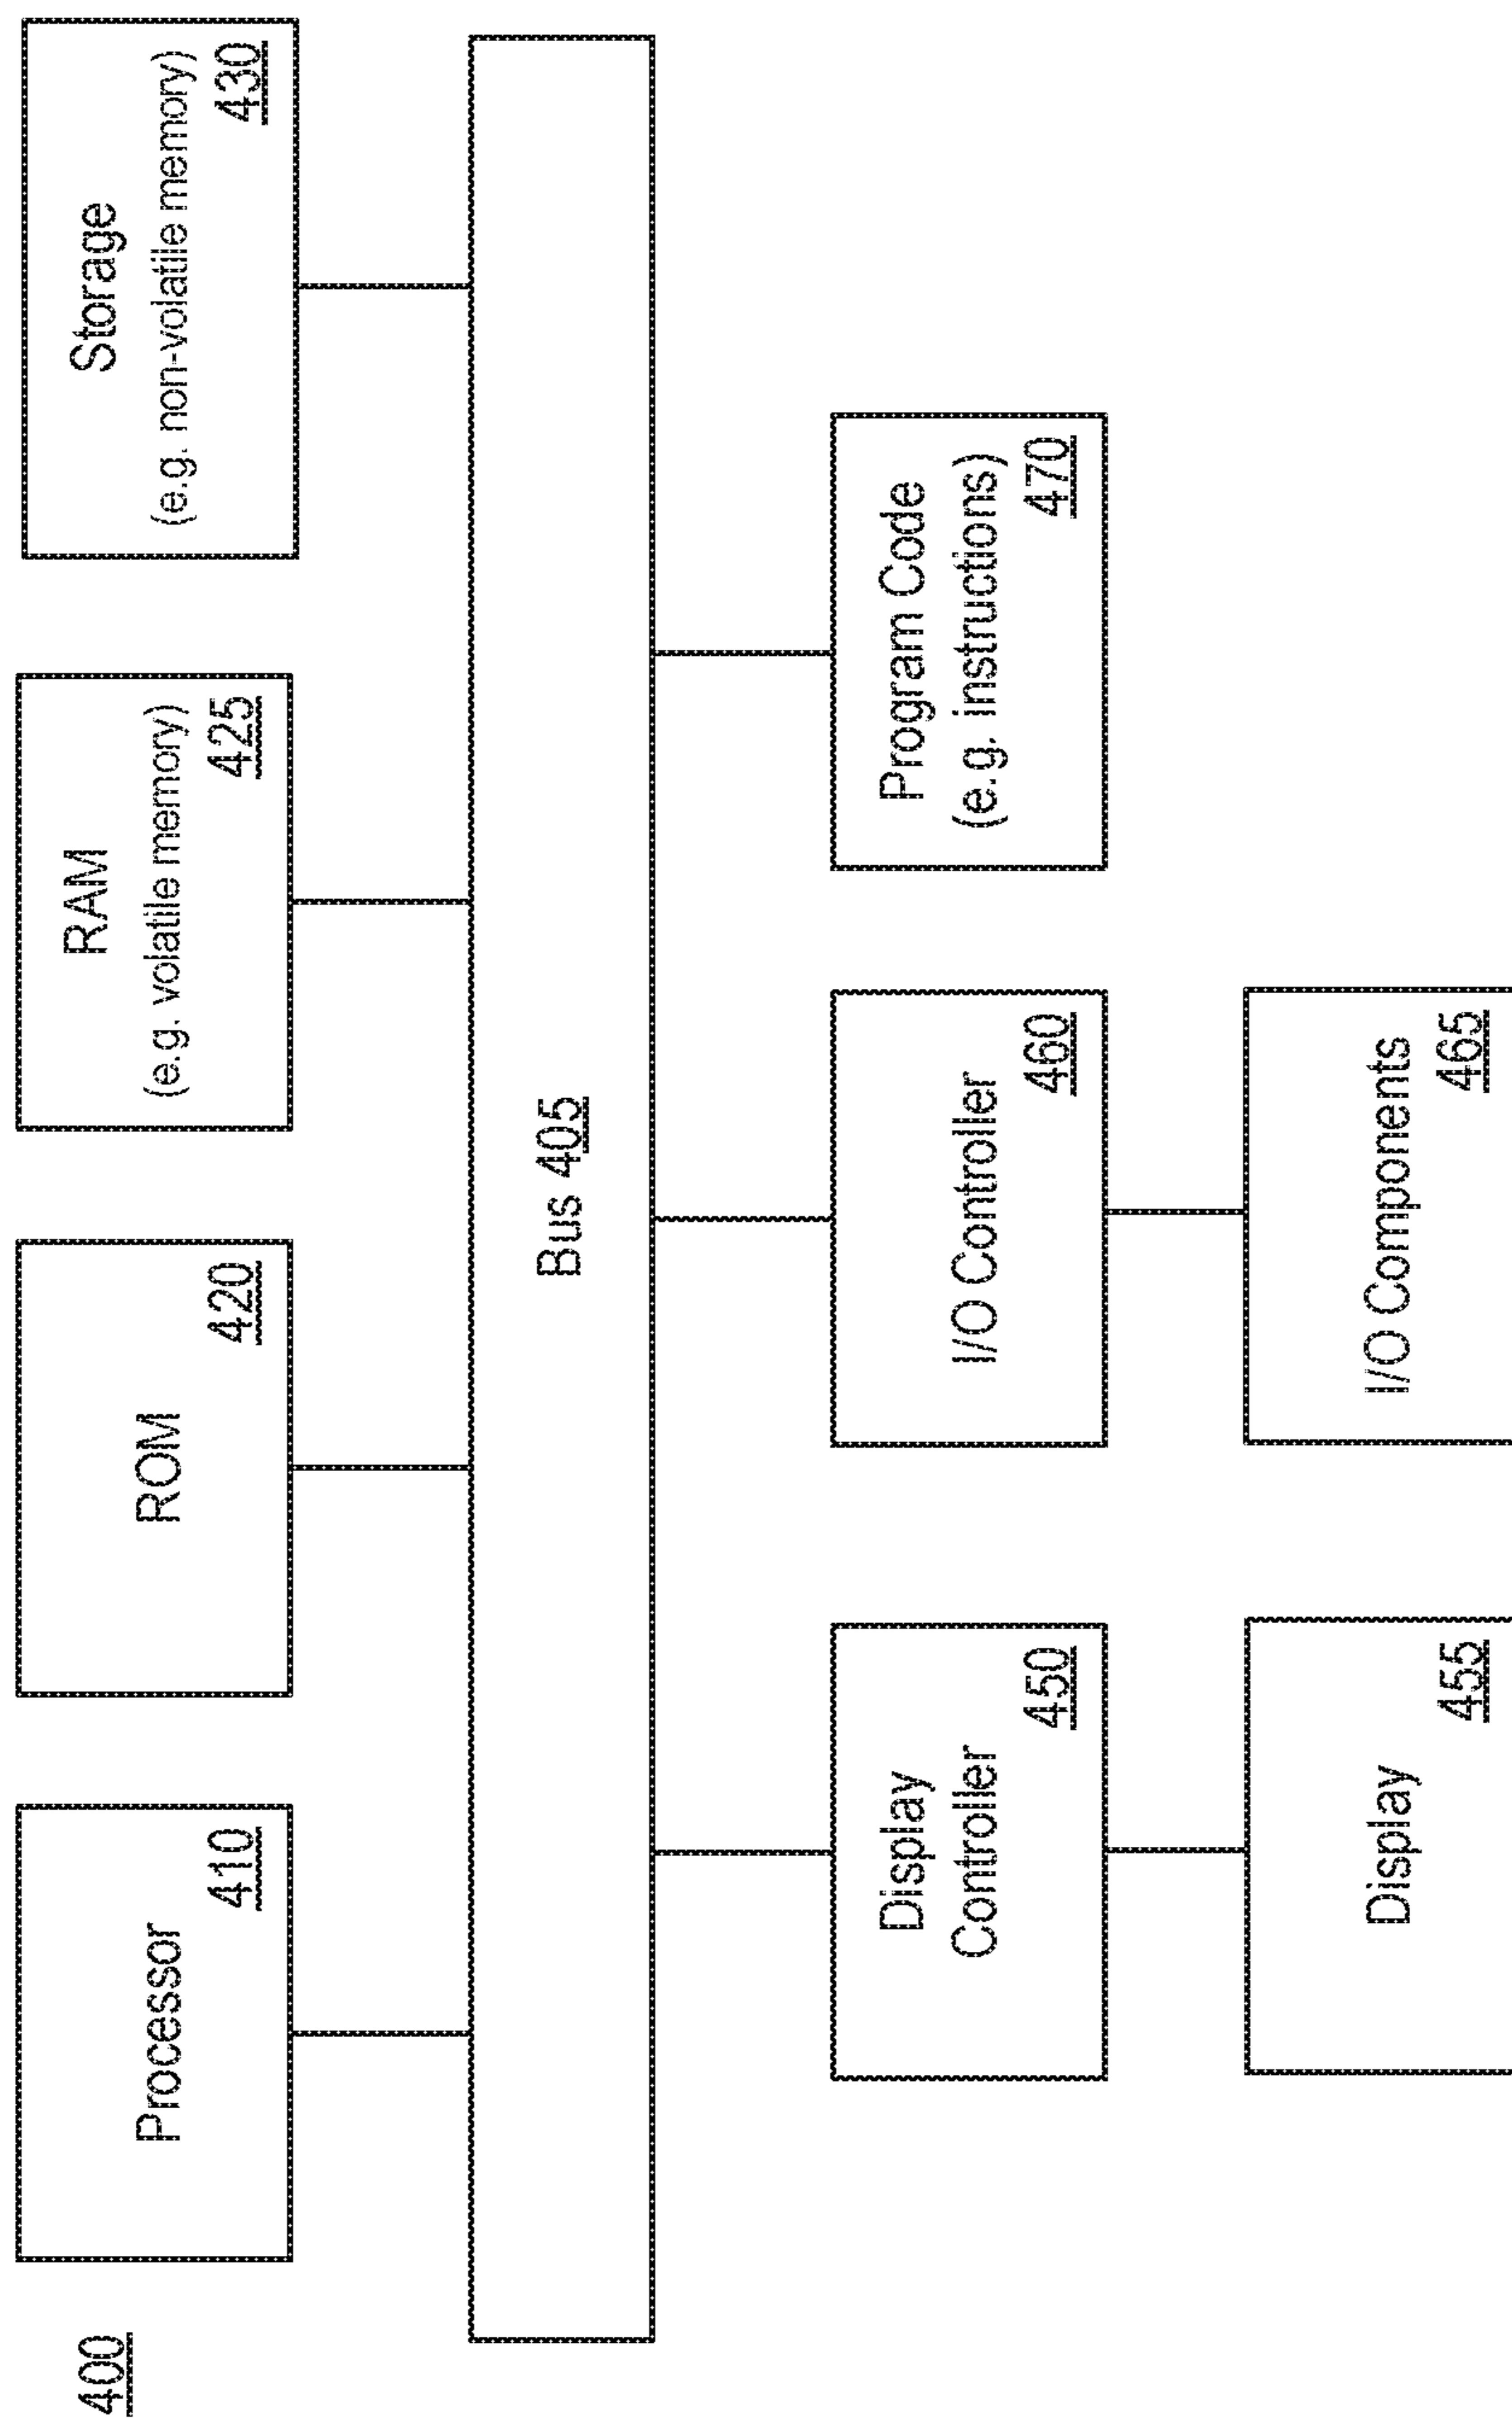 400
Processor
410
ROM
420
RAM
(e.g. volatile memory)
425
Storage
(e.g. non-volatile memory)
430
Bus 405
Display
Controller
450
I/O Controller
460
Program Code
(e.g. instructions)
470
Display
455
I/O Components
465